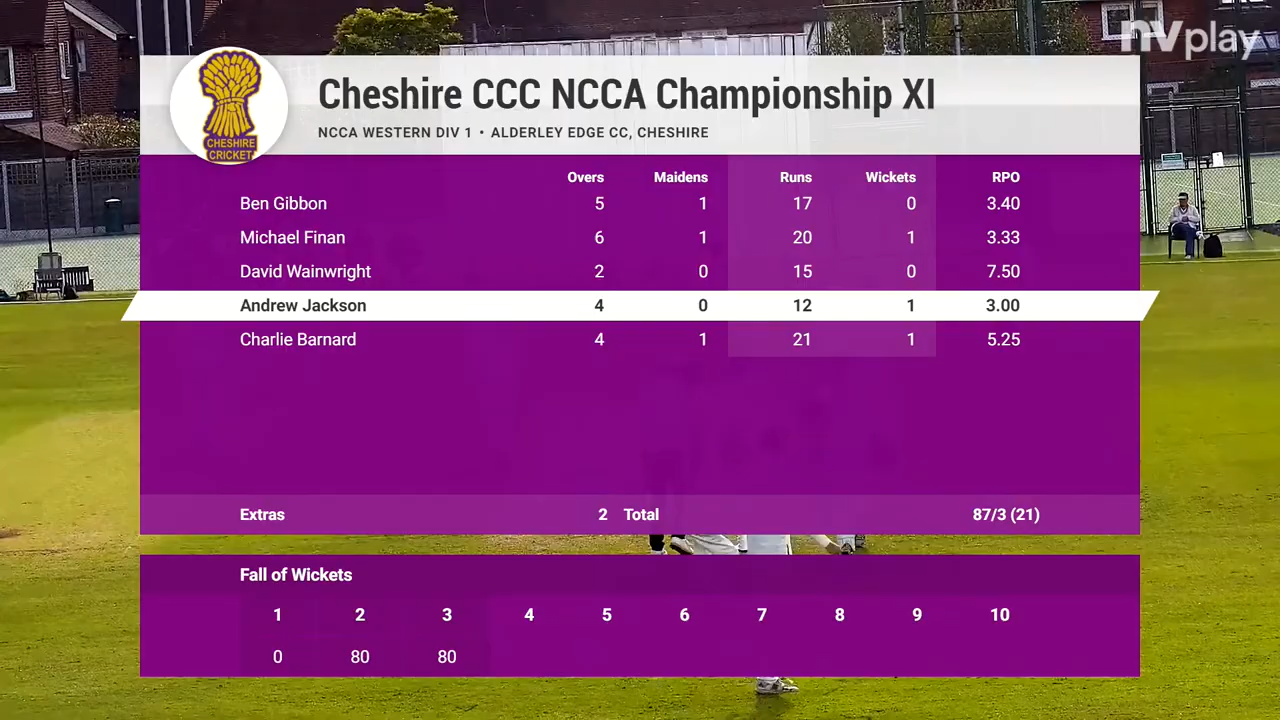 nvplay
Cheshire CCC NCCA Championship XI
NCCA WESTERN DIV 1 • ALDERLEY EDGE CC, CHESHIRE
CHESHIRE
CRICKET
Overs Maidens Runs Wickets RPO
Ben Gibbon 5 1 17 0 3.40
Michael Finan 6 1 20 1 3.33
David Wainwright 2 0 15 0 7.50
Andrew Jackson 4 0 12 1 3.00
Charlie Barnard 4 1 21 1 5.25
Extras 2 Total 87/3 (21)
Fall of Wickets
1 2 3 4 5 6 7 8 9 10
0 80 80